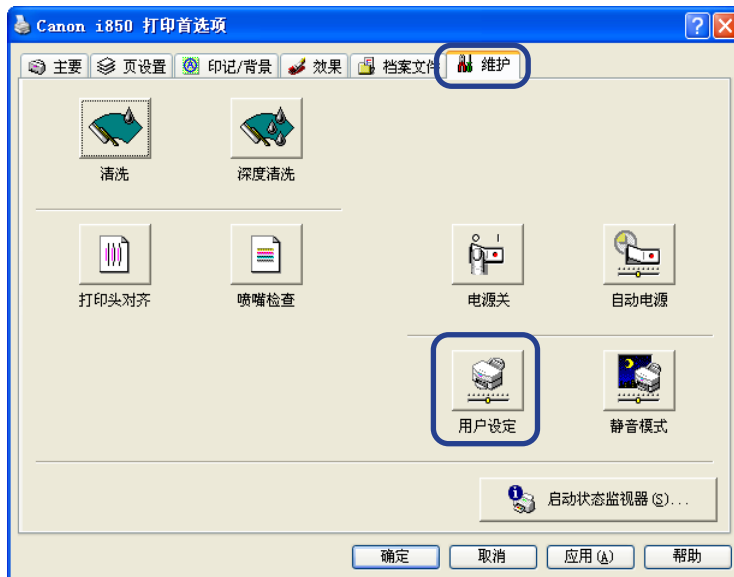 Canon i850 打印首选项
主要 页设置 印记/背景 效果 档案文件 维护
清洗 深度清洗
打印头对齐 喷嘴检查 电源关 自动电源
用户设定 静音模式
启动状态监视器(S)...
确定 取消 应用(A) 帮助